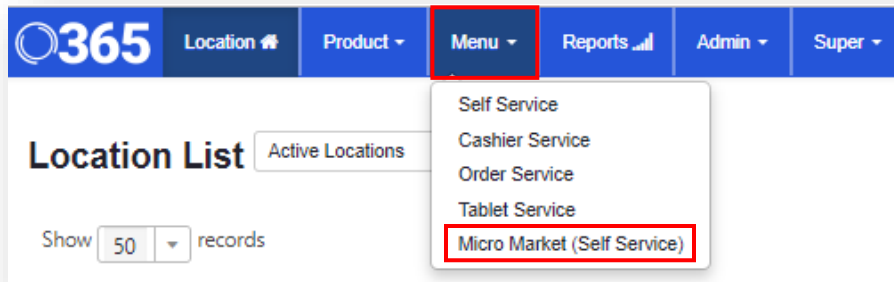 365 Location Product Menu Reports Admin Super
Self Service
Cashier Service
Location List Active Locations
Order Service
Tablet Service
Show 50 records
Micro Market (Self Service)